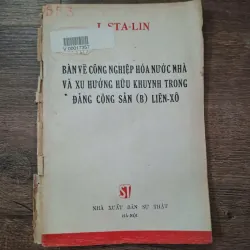 J. STA-LIN
BÀN VỀ CÔNG NGHIỆP HÓA NƯỚC NHÀ
VÀ XU HƯỚNG HỮU KHUYNH TRONG
ĐẢNG CỘNG SẢN (B) LIÊN-XÔ
ST
NHÀ XUẤT BẢN SỰ THẬT
HÀ-NỘI